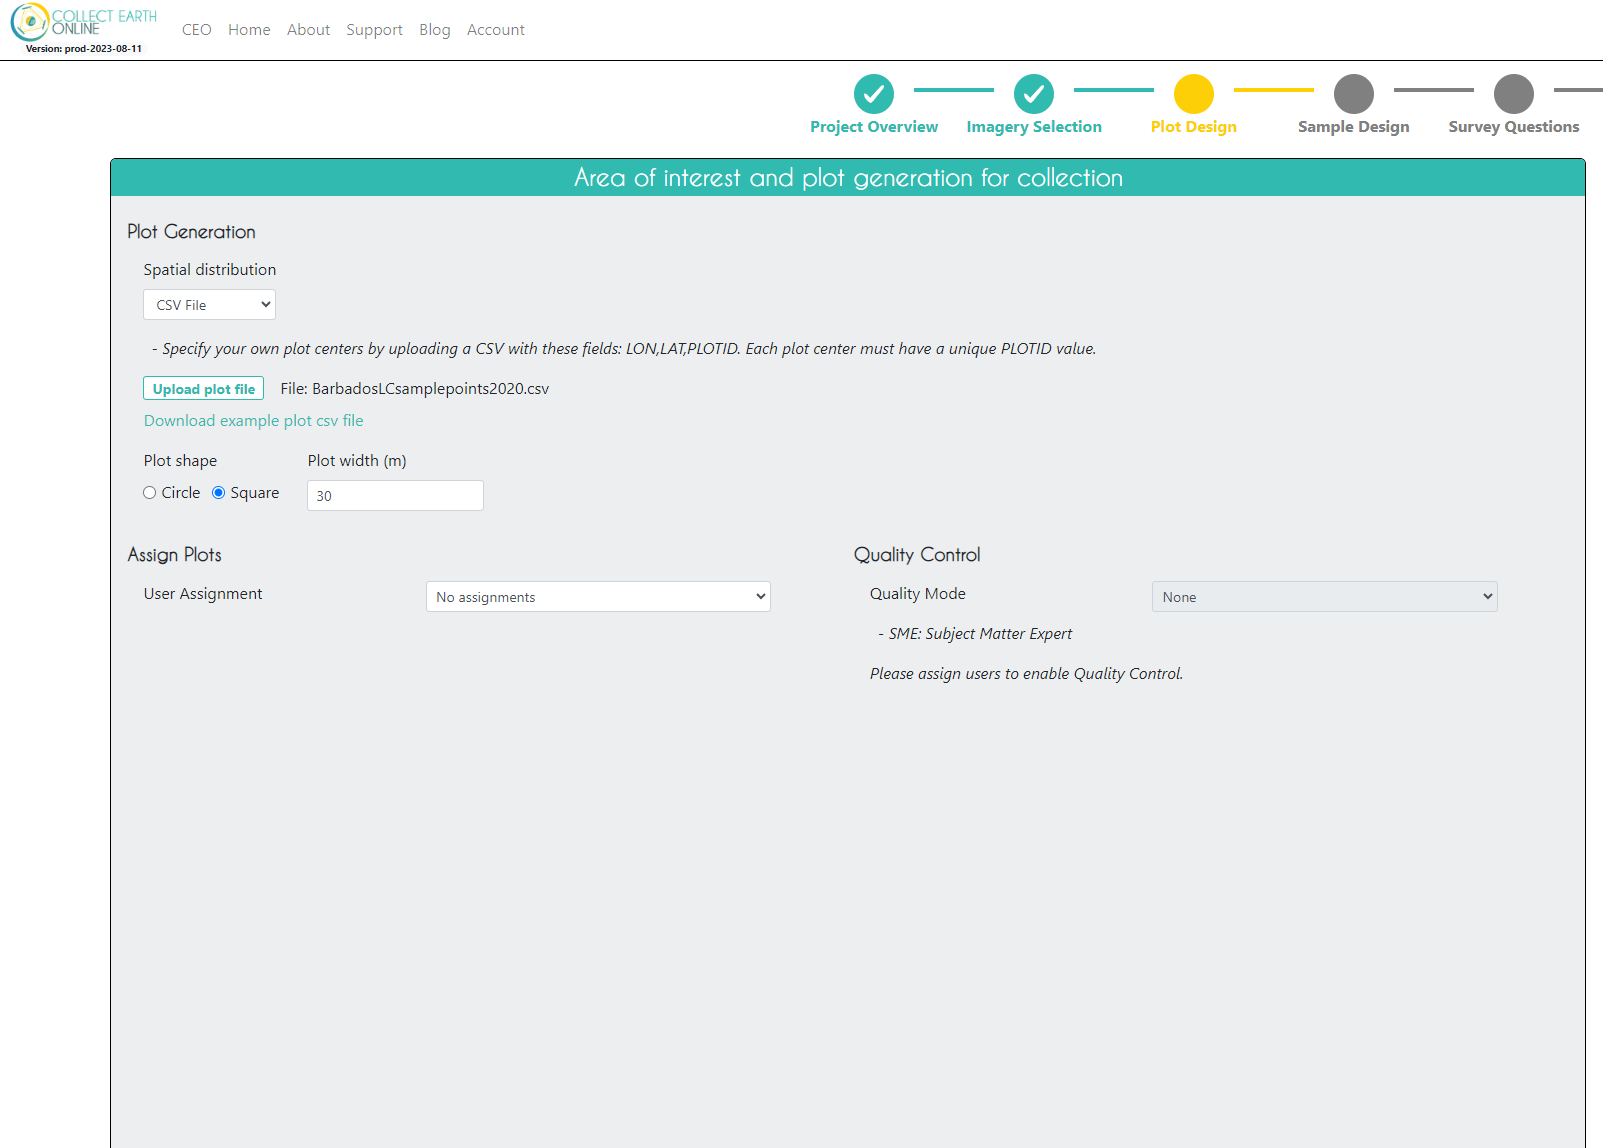 COLLECT EARTH
ONLINE
Version: prod-2023-08-11
CEO Home About Support Blog Account
Project Overview Imagery Selection Plot Design Sample Design Survey Questions
Area of interest and plot generation for collection
Plot Generation
Spatial distribution
CSV File
- Specify your own plot centers by uploading a CSV with these fields: LON,LAT,PLOTID. Each plot center must have a unique PLOTID value.
Upload plot file File: BarbadosLCsamplepoints2020.csv
Download example plot csv file
Plot shape Plot width (m)
Circle Square 30
Assign Plots Quality Control
User Assignment No assignments Quality Mode None
- SME: Subject Matter Expert
Please assign users to enable Quality Control.